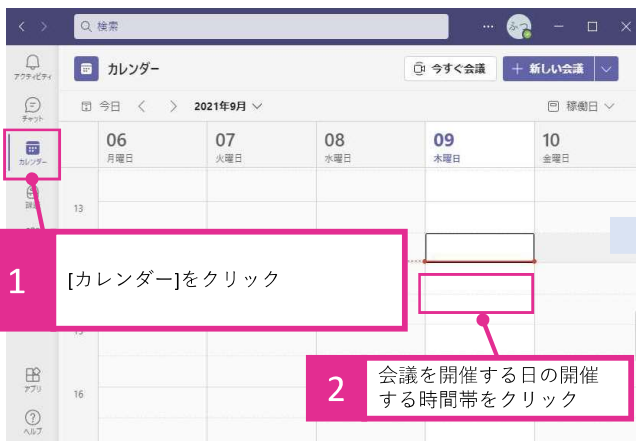 検索
ふつ
アクティビティ
カレンダー
今すぐ会議
新しい会議
チャット
今日
2021年9月
稼働日
カレンダー
06
07
08
09
10
月曜日
火曜日
水曜日
木曜日
金曜日
13
1
[カレンダー]をクリック
2
会議を開催する日の開催
する時間帯をクリック
アプリ
16
ヘルプ